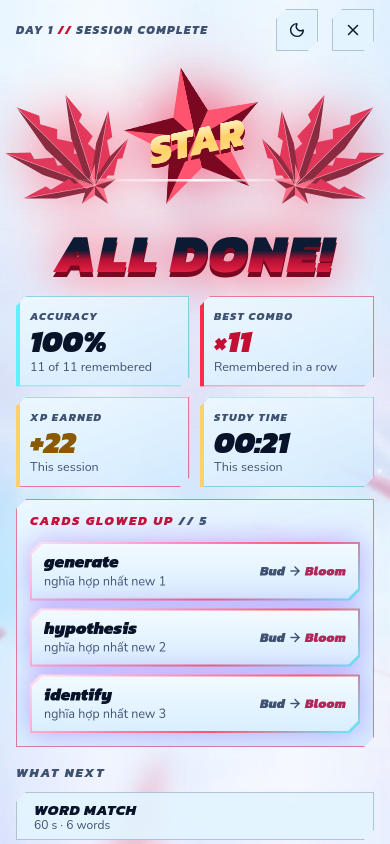 DAY 1 // SESSION COMPLETE
STAR
ALL DONE!
ACCURACY
100%
11 of 11 remembered
BEST COMBO
×11
Remembered in a row
XP EARNED
+22
This session
STUDY TIME
00:21
This session
CARDS GLOWED UP // 5
generate
nghĩa hợp nhất new 1
Bud → Bloom
hypothesis
nghĩa hợp nhất new 2
Bud → Bloom
identify
nghĩa hợp nhất new 3
Bud → Bloom
WHAT NEXT
WORD MATCH
60 s · 6 words